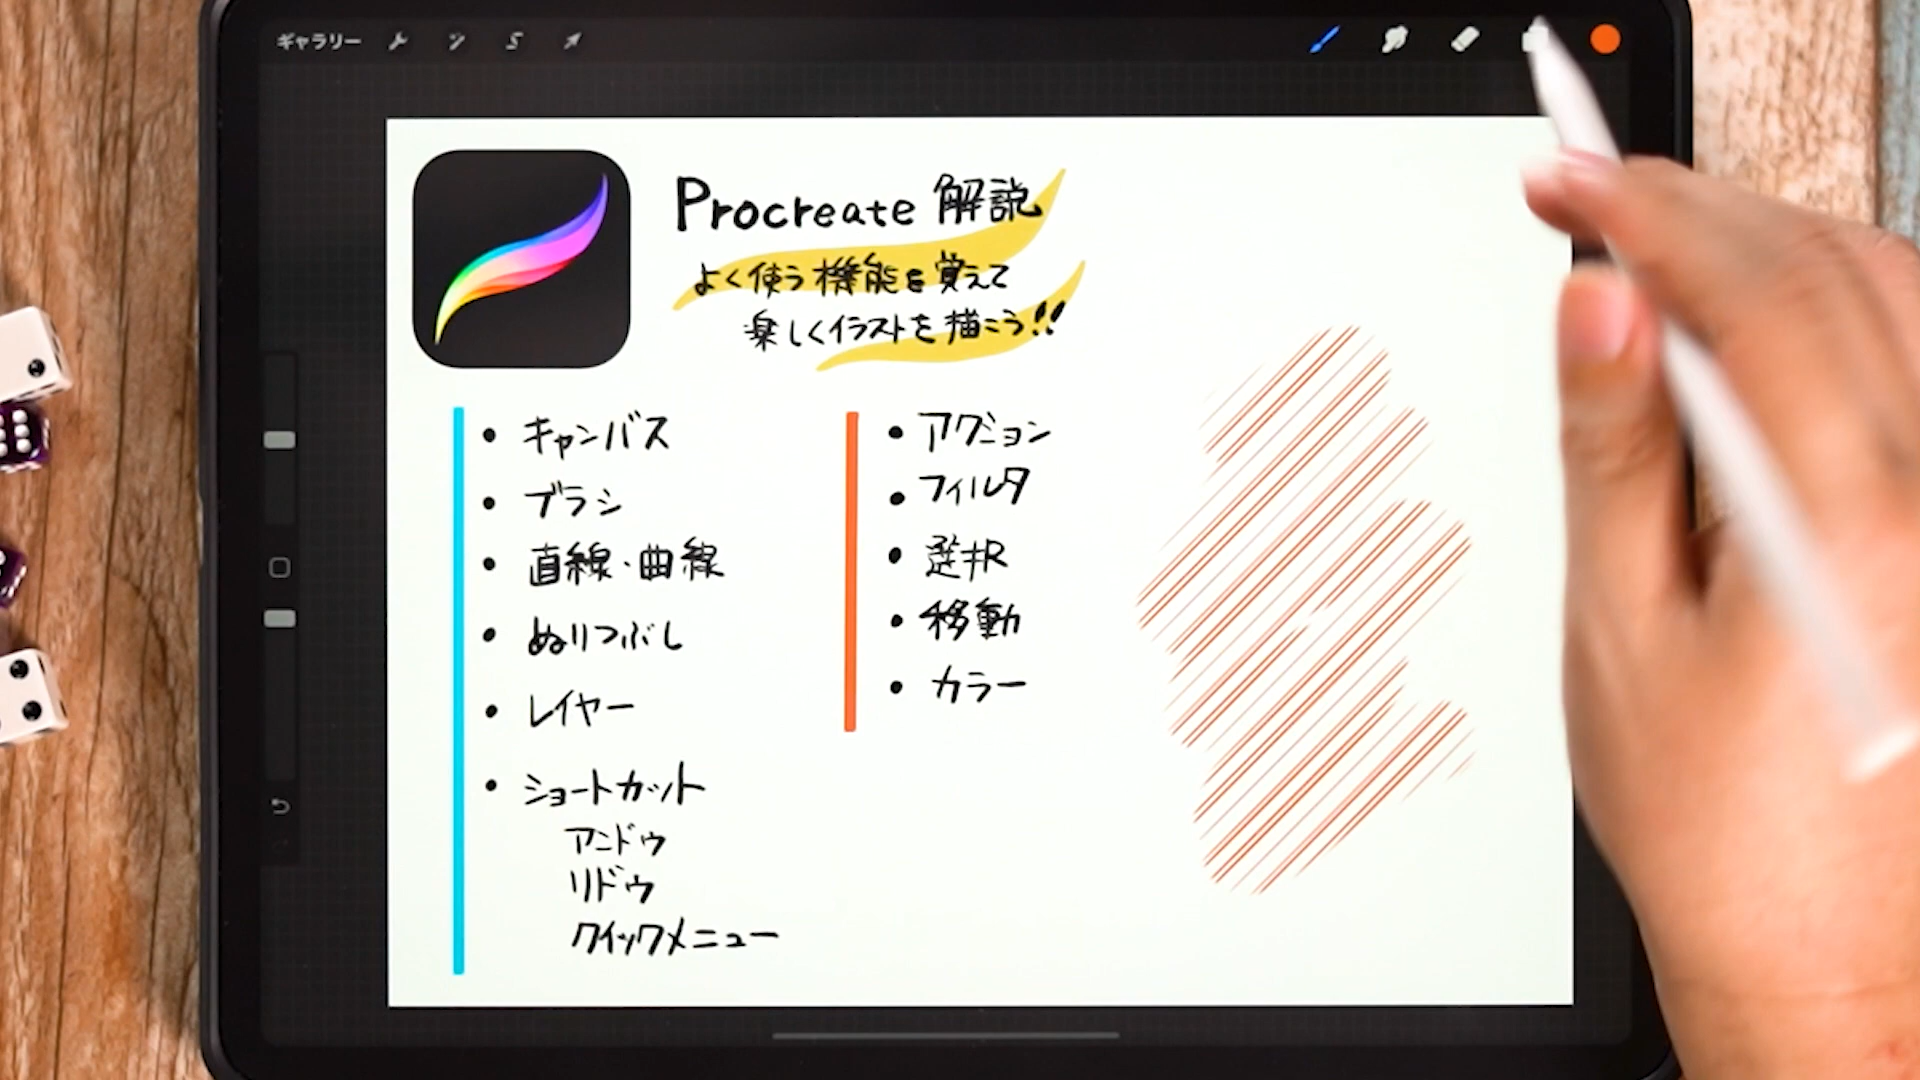 ギャラリー
Procreate 解説
よく使う機能を覚えて
楽しくイラストを描こう!!
• キャンバス
• ブラシ
• 直線・曲線
• ぬりつぶし
• レイヤー
• ショートカット
アンドゥ
リドゥ
クイックメニュー
• アクション
• フィルタ
• 選択
• 移動
• カラー